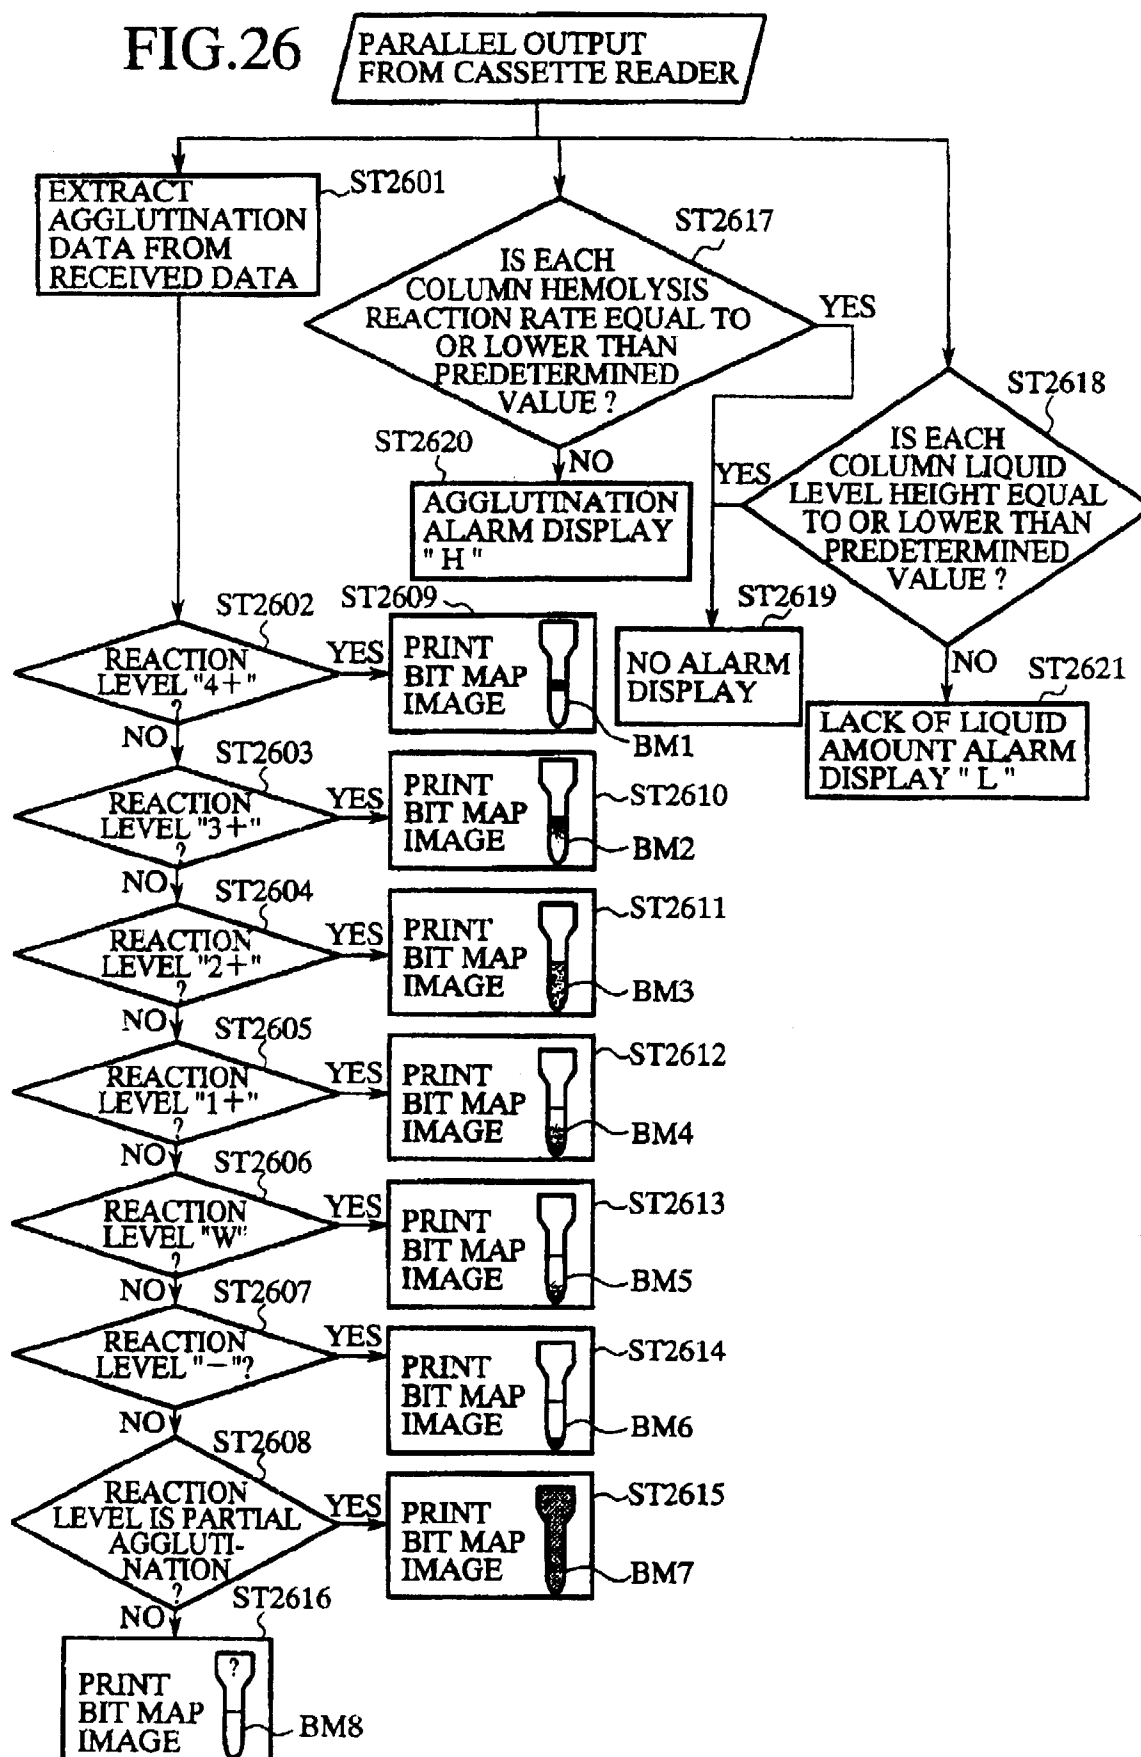 FIG.26
PARALLEL OUTPUT
FROM CASSETTE READER
EXTRACT
AGGLUTINATION
DATA FROM
RECEIVED DATA
ST2601
IS EACH
COLUMN HEMOLYSIS
REACTION RATE EQUAL TO
OR LOWER THAN
PREDETERMINED
VALUE ?
ST2617
YES
NO
ST2620
AGGLUTINATION
ALARM DISPLAY
" H "
IS EACH
COLUMN LIQUID
LEVEL HEIGHT EQUAL
TO OR LOWER THAN
PREDETERMINED
VALUE ?
ST2618
YES
NO
ST2619
NO ALARM
DISPLAY
ST2621
LACK OF LIQUID
AMOUNT ALARM
DISPLAY " L "
ST2602
REACTION
LEVEL "4+"
?
YES
NO
ST2609
PRINT
BIT MAP
IMAGE
BM1
ST2603
REACTION
LEVEL "3+"
?
YES
NO
PRINT
BIT MAP
IMAGE
ST2610
BM2
ST2604
REACTION
LEVEL "2+"
?
YES
NO
PRINT
BIT MAP
IMAGE
ST2611
BM3
ST2605
REACTION
LEVEL "1+"
?
YES
NO
PRINT
BIT MAP
IMAGE
ST2612
BM4
ST2606
REACTION
LEVEL "W"
?
YES
NO
PRINT
BIT MAP
IMAGE
ST2613
BM5
ST2607
REACTION
LEVEL "−"?
YES
NO
PRINT
BIT MAP
IMAGE
ST2614
BM6
ST2608
REACTION
LEVEL IS PARTIAL
AGGLUTI-
NATION
?
YES
NO
PRINT
BIT MAP
IMAGE
ST2615
BM7
ST2616
PRINT
BIT MAP
IMAGE
?
BM8